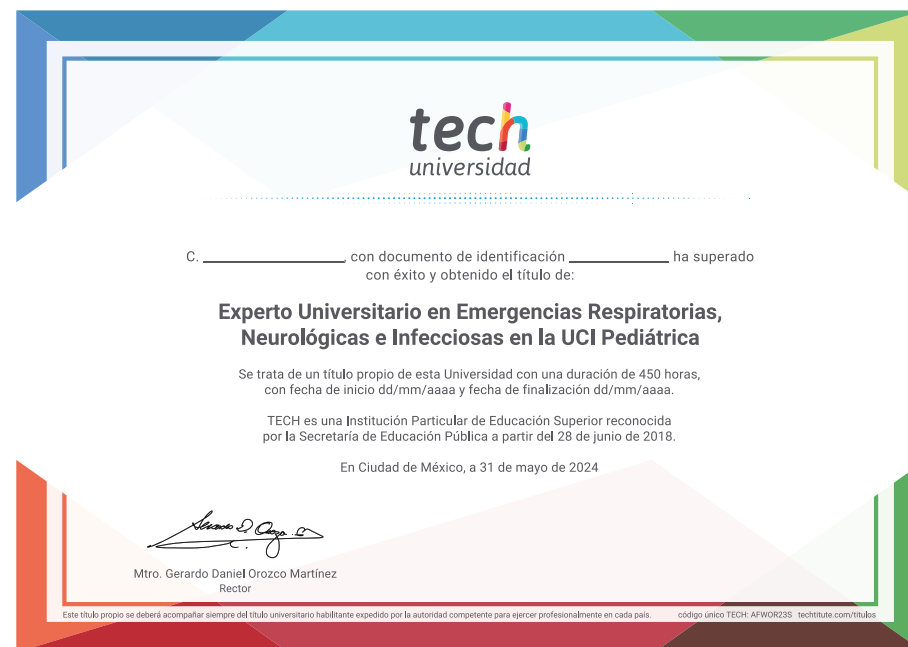 tech
universidad
C. ____________, con documento de identificación ____________ ha superado
con éxito y obtenido el título de:
Experto Universitario en Emergencias Respiratorias,
Neurológicas e Infecciosas en la UCI Pediátrica
Se trata de un título propio de esta Universidad con una duración de 450 horas,
con fecha de inicio dd/mm/aaaa y fecha de finalización dd/mm/aaaa.
TECH es una Institución Particular de Educación Superior reconocida
por la Secretaría de Educación Pública a partir del 28 de junio de 2018.
En Ciudad de México, a 31 de mayo de 2024
Mtro. Gerardo Daniel Orozco Martínez
Rector
Este título propio se deberá acompañar siempre del título universitario habilitante expedido por la autoridad competente para ejercer profesionalmente en cada país. código único TECH: AFWOR23S techtitute.com/titulos